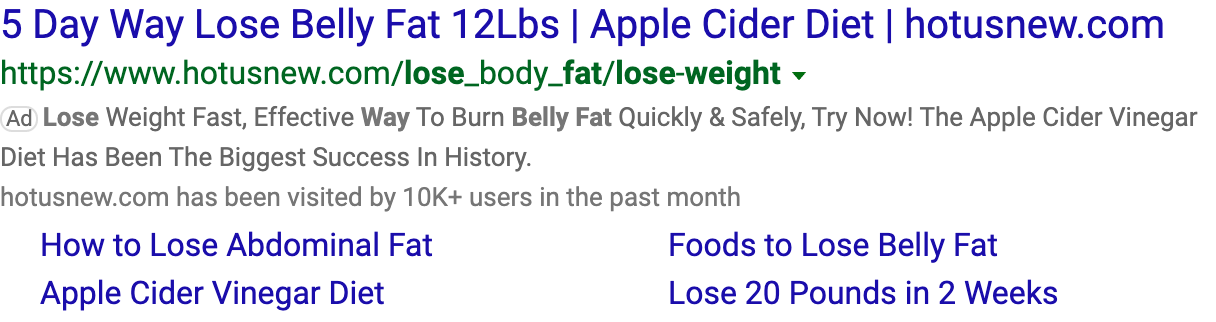 5 Day Way Lose Belly Fat 12Lbs | Apple Cider Diet | hotusnew.com
https://www.hotusnew.com/lose_body_fat/lose-weight
Ad Lose Weight Fast, Effective Way To Burn Belly Fat Quickly & Safely, Try Now! The Apple Cider Vinegar
Diet Has Been The Biggest Success In History.
hotusnew.com has been visited by 10K+ users in the past month
How to Lose Abdominal Fat
Foods to Lose Belly Fat
Apple Cider Vinegar Diet
Lose 20 Pounds in 2 Weeks